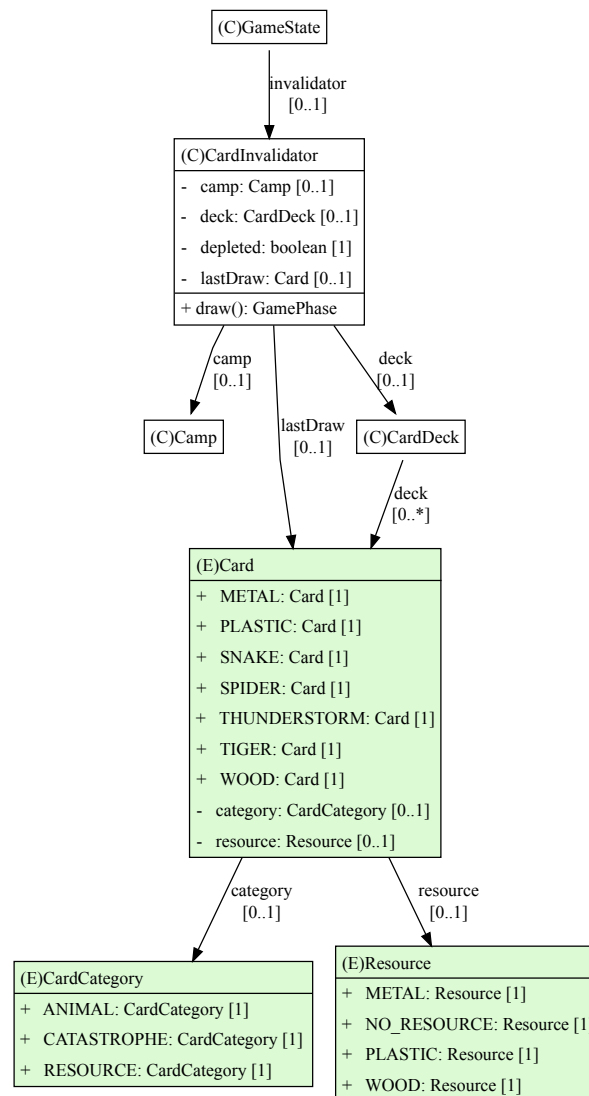 (C)GameState
invalidator
[0..1]
(C)CardInvalidator
- camp: Camp [0..1]
- deck: CardDeck [0..1]
- depleted: boolean [1]
- lastDraw: Card [0..1]
+ draw(): GamePhase
camp
[0..1]
deck
[0..1]
lastDraw
[0..1]
(C)Camp
(C)CardDeck
deck
[0..*]
(E)Card
+ METAL: Card [1]
+ PLASTIC: Card [1]
+ SNAKE: Card [1]
+ SPIDER: Card [1]
+ THUNDERSTORM: Card [1]
+ TIGER: Card [1]
+ WOOD: Card [1]
- category: CardCategory [0..1]
- resource: Resource [0..1]
category
[0..1]
resource
[0..1]
(E)CardCategory
+ ANIMAL: CardCategory [1]
+ CATASTROPHE: CardCategory [1]
+ RESOURCE: CardCategory [1]
(E)Resource
+ METAL: Resource [1]
+ NO_RESOURCE: Resource [1
+ PLASTIC: Resource [1]
+ WOOD: Resource [1]